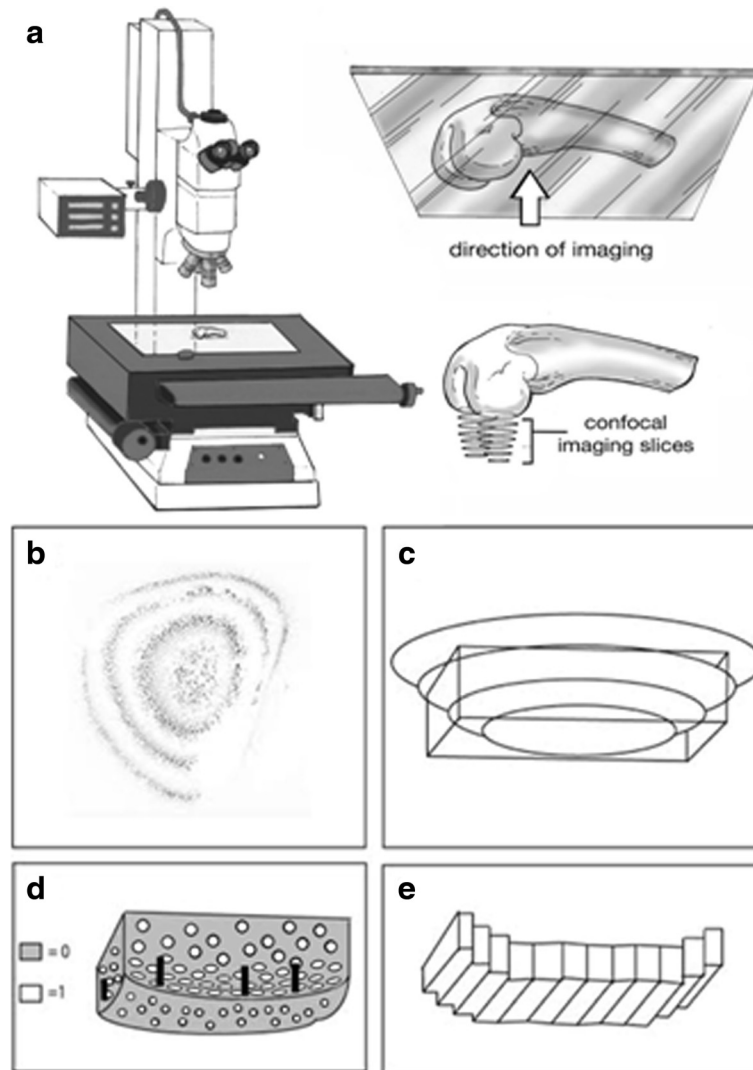 a
direction of imaging
confocal
imaging slices
b
c
d
= 0
= 1
e